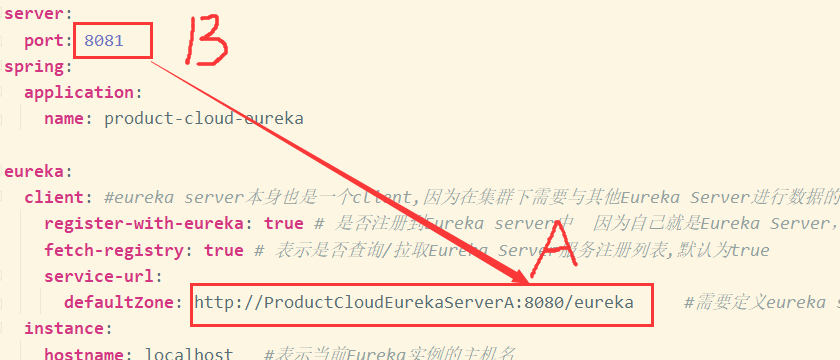 server:
port: 8081 B
spring:
application:
name: product-cloud-eureka
eureka:
client: #eureka server本身也是一个client,因为在集群下需要与其他Eureka Server进行数据的
register-with-eureka: true # 是否注册到Eureka server中 因为自己就是Eureka Server,
fetch-registry: true # 表示是否查询/拉取Eureka Server服务注册列表,默认为true
A
service-url:
defaultZone: http://ProductCloudEurekaServerA:8080/eureka #需要定义eureka s
instance:
hostname: localhost #表示当前Eureka实例的主机名